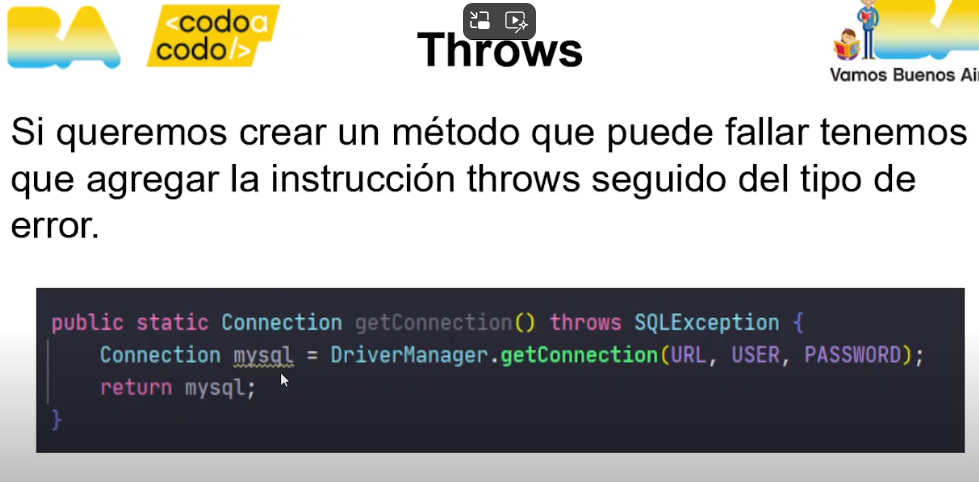 BA
<codoa
codo/>
Throws
Vamos Buenos Ai
Si queremos crear un método que puede fallar tenemos
que agregar la instrucción throws seguido del tipo de
error.
public static Connection getConnection() throws SQLException {
Connection mysql = DriverManager.getConnection(URL, USER, PASSWORD);
return mysql;
}